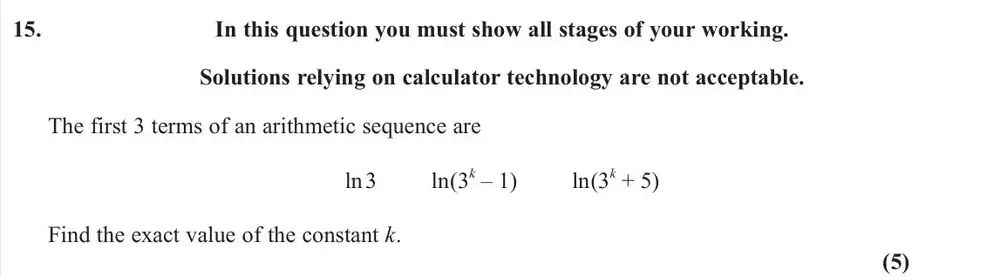 15. In this question you must show all stages of your working.
Solutions relying on calculator technology are not acceptable.
The first 3 terms of an arithmetic sequence are
ln 3 ln(3ᵏ – 1) ln(3ᵏ + 5)
Find the exact value of the constant k.
(5)